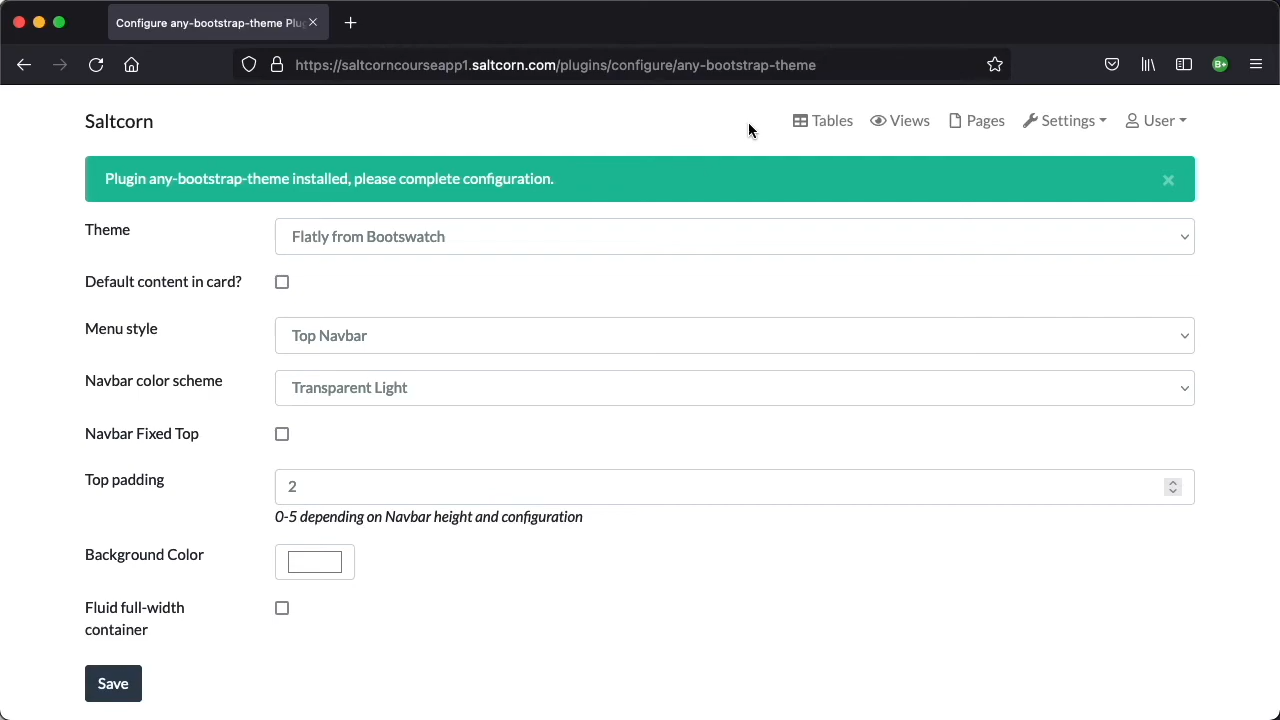 Configure any-bootstrap-theme Plu
https://saltcorncourseapp1.saltcorn.com/plugins/configure/any-bootstrap-theme
B+
Saltcorn
Tables
Views
Pages
Settings
User
Plugin any-bootstrap-theme installed, please complete configuration.
Theme
Flatly from Bootswatch
Default content in card?
Menu style
Top Navbar
Navbar color scheme
Transparent Light
Navbar Fixed Top
Top padding
2
0-5 depending on Navbar height and configuration
Background Color
Fluid full-width
container
Save